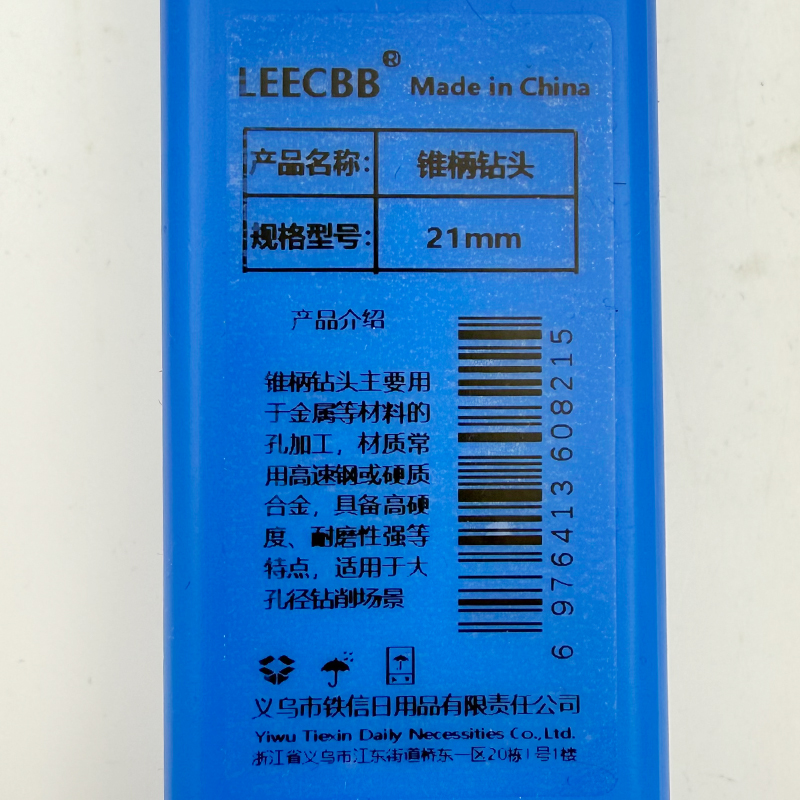 LEECBB® Made in China
产品名称： 锥柄钻头
规格型号： 21mm
产品介绍
锥柄钻头主要用
于金属等材料的
孔加工，材质常
用高速钢或硬质
合金，具备高硬
度、耐磨性强等
特点，适用于大
孔径钻削场景
6 976413 608215
义乌市铁信日用品有限责任公司
Yiwu Tiexin Daily Necessities Co.,Ltd.
浙江省义乌市江东街道桥东一区20栋1号1楼